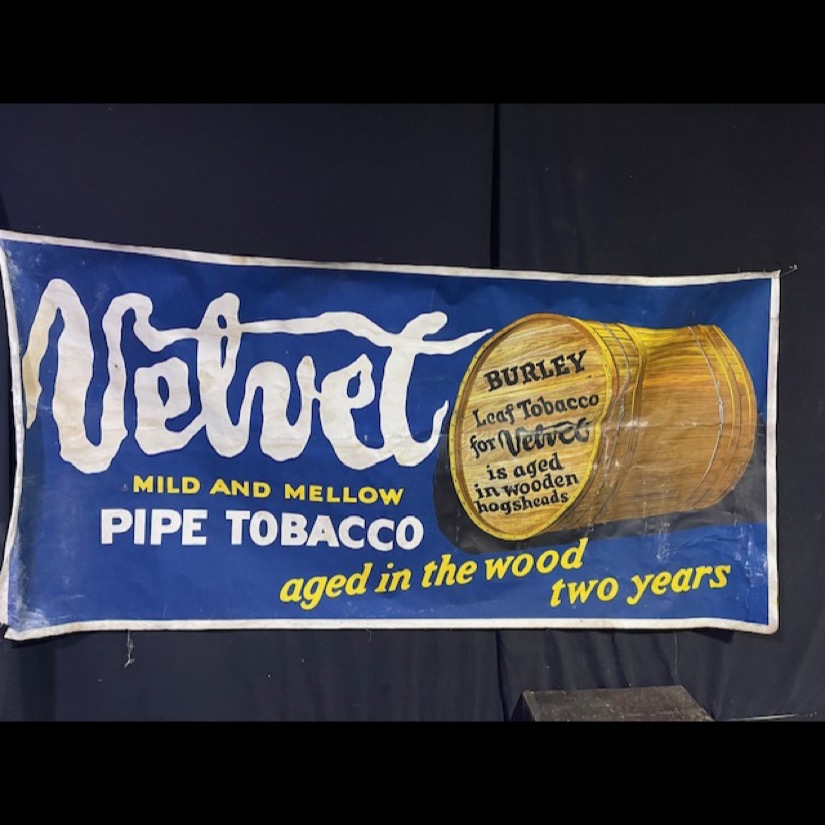 Velvet
MILD AND MELLOW
PIPE TOBACCO
aged in the wood
two years
BURLEY
Leaf Tobacco
for Velvet
is aged
in wooden
hogsheads